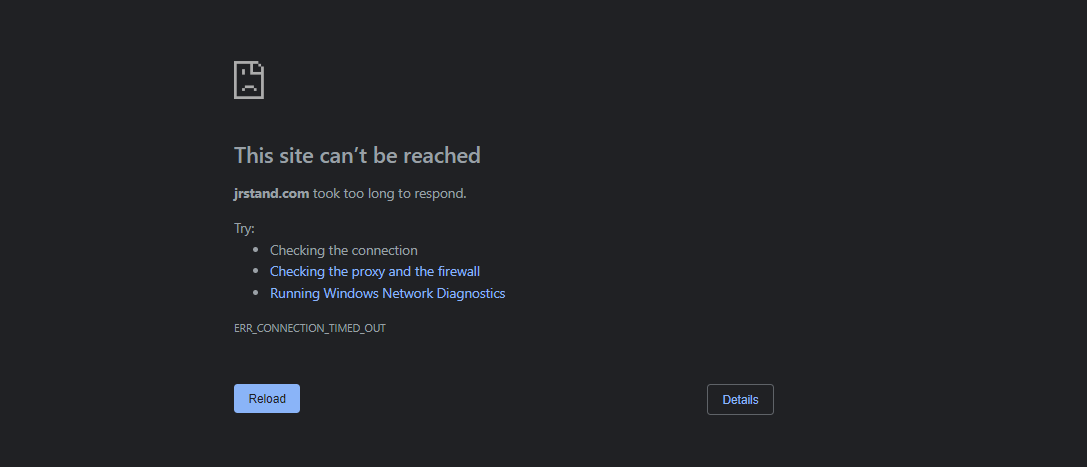 This site can’t be reached
jrstand.com took too long to respond.
Try:
• Checking the connection
• Checking the proxy and the firewall
• Running Windows Network Diagnostics
ERR_CONNECTION_TIMED_OUT
Reload
Details